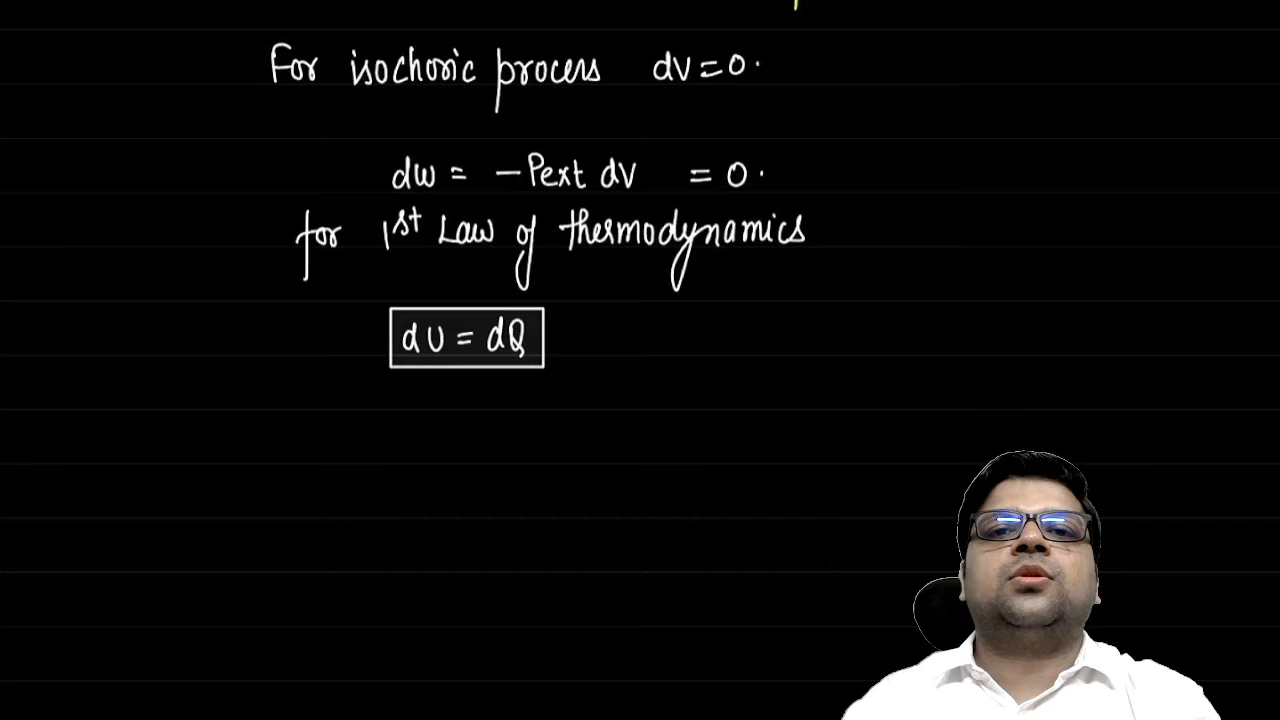 For isochoric process dV = 0.
dw = - Pext dV = 0.
for 1st Law of thermodynamics
dU = dQ